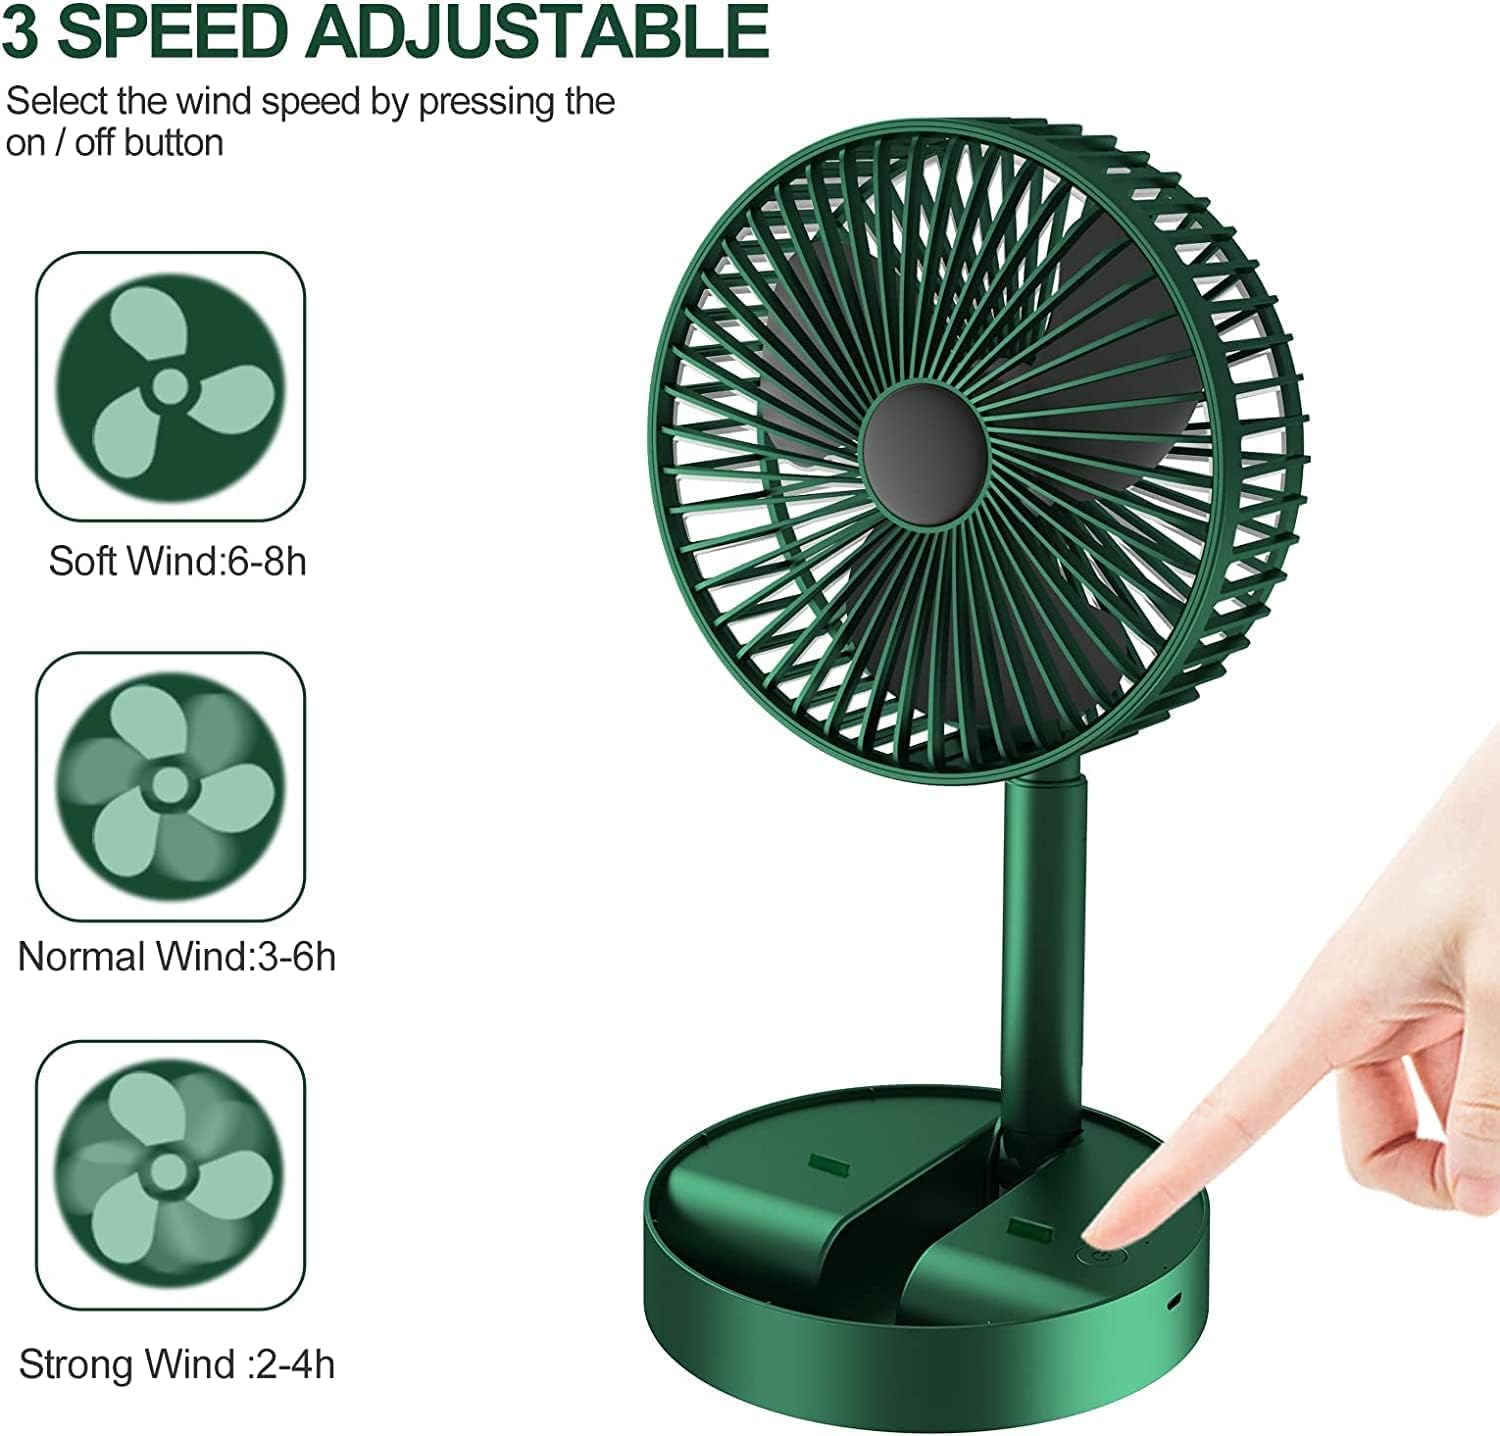 3 SPEED ADJUSTABLE
Select the wind speed by pressing the
on / off button
Soft Wind:6-8h
Normal Wind:3-6h
Strong Wind :2-4h